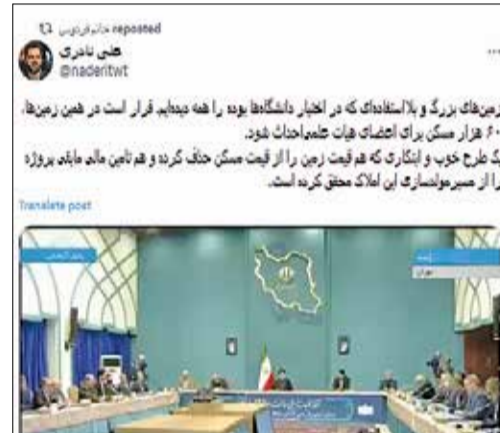 خانم فردوسی reposted
علی نادری
@naderitwt
زمین‌های بزرگ و بلااستفاده‌ای که در اختیار دانشگاه‌ها بوده را همه دیده‌ایم. قرار است در همین زمین‌ها،
۶۰ هزار مسکن برای اعضای هیات علمی احداث شود.
یک طرح خوب و ابتکاری که هم قیمت زمین را از قیمت مسکن حذف کرده و هم تامین مالی مابقی پروژه
را از مسیر مولدسازی این املاک محقق کرده است.
Translate post
تهران